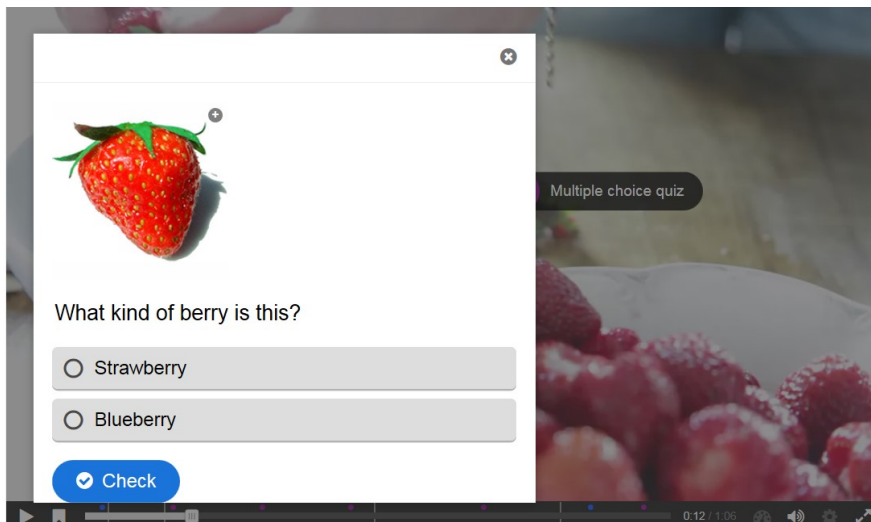 Multiple choice quiz
What kind of berry is this?
Strawberry
Blueberry
Check
0:12 / 1:06